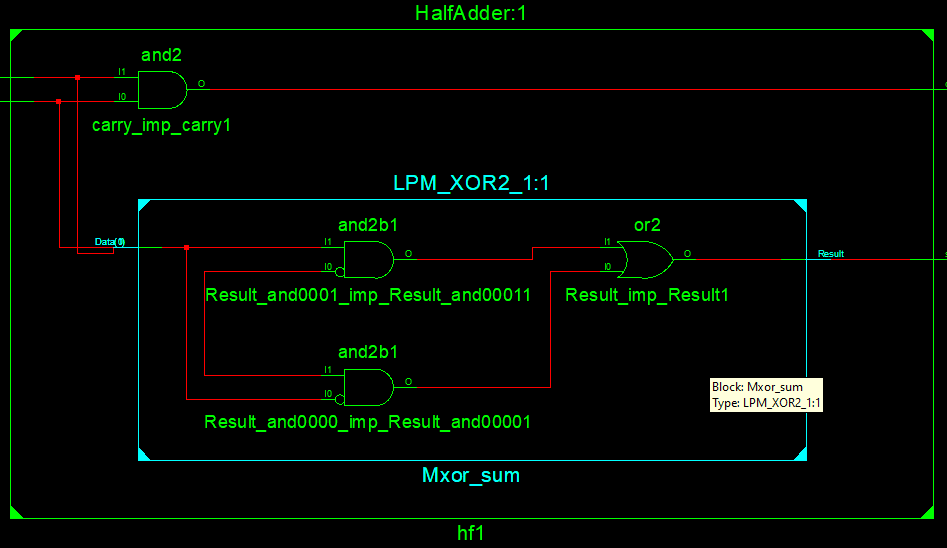 HalfAdder:1
and2
I1
O
I0
carry_imp_carry1
LPM_XOR2_1:1
and2b1
or2
Data(0)
I1
O
I0
I1
O
I0
Result
Result_and0001_imp_Result_and00011
Result_imp_Result1
and2b1
I1
O
I0
Result_and0000_imp_Result_and00001
Block: Mxor_sum
Type: LPM_XOR2_1:1
Mxor_sum
hf1